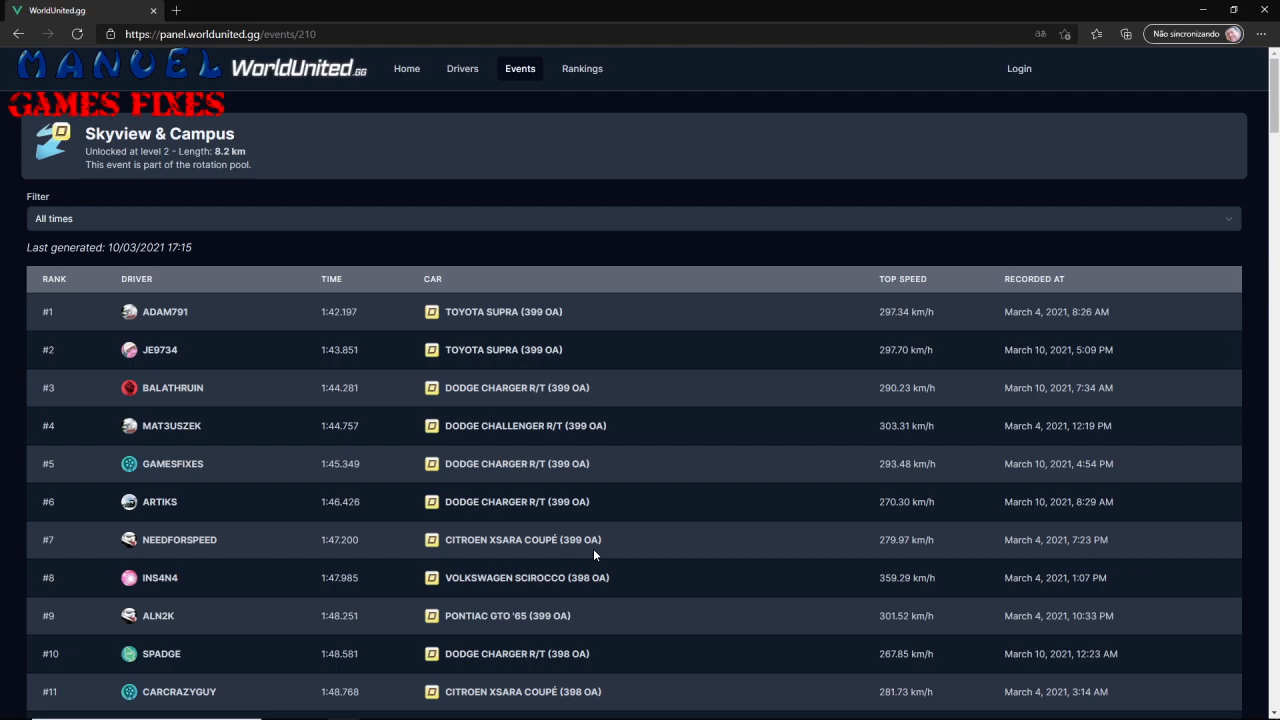 WorldUnited.gg
https://panel.worldunited.gg/events/210
Não sincronizando
MANUEL
GAMES FIXES
WORLDUNITED.GG
Home
Drivers
Events
Rankings
Login
Skyview & Campus
Unlocked at level 2 - Length: 8.2 km
This event is part of the rotation pool.
Filter
All times
Last generated: 10/03/2021 17:15
RANK DRIVER TIME CAR TOP SPEED RECORDED AT
#1 ADAM791 1:42.197 TOYOTA SUPRA (399 OA) 297.34 km/h March 4, 2021, 8:26 AM
#2 JE9734 1:43.851 TOYOTA SUPRA (399 OA) 297.70 km/h March 10, 2021, 5:09 PM
#3 BALATHRUIN 1:44.281 DODGE CHARGER R/T (399 OA) 290.23 km/h March 10, 2021, 7:34 AM
#4 MAT3USZEK 1:44.757 DODGE CHALLENGER R/T (399 OA) 303.31 km/h March 4, 2021, 12:19 PM
#5 GAMESFIXES 1:45.349 DODGE CHARGER R/T (399 OA) 293.48 km/h March 10, 2021, 4:54 PM
#6 ARTIKS 1:46.426 DODGE CHARGER R/T (399 OA) 270.30 km/h March 10, 2021, 8:29 AM
#7 NEEDFORSPEED 1:47.200 CITROEN XSARA COUPÉ (399 OA) 279.97 km/h March 4, 2021, 7:23 PM
#8 INS4N4 1:47.985 VOLKSWAGEN SCIROCCO (398 OA) 359.29 km/h March 4, 2021, 1:07 PM
#9 ALN2K 1:48.251 PONTIAC GTO '65 (399 OA) 301.52 km/h March 4, 2021, 10:33 PM
#10 SPADGE 1:48.581 DODGE CHARGER R/T (398 OA) 267.85 km/h March 10, 2021, 12:23 AM
#11 CARCRAZYGUY 1:48.768 CITROEN XSARA COUPÉ (398 OA) 281.73 km/h March 4, 2021, 3:14 AM